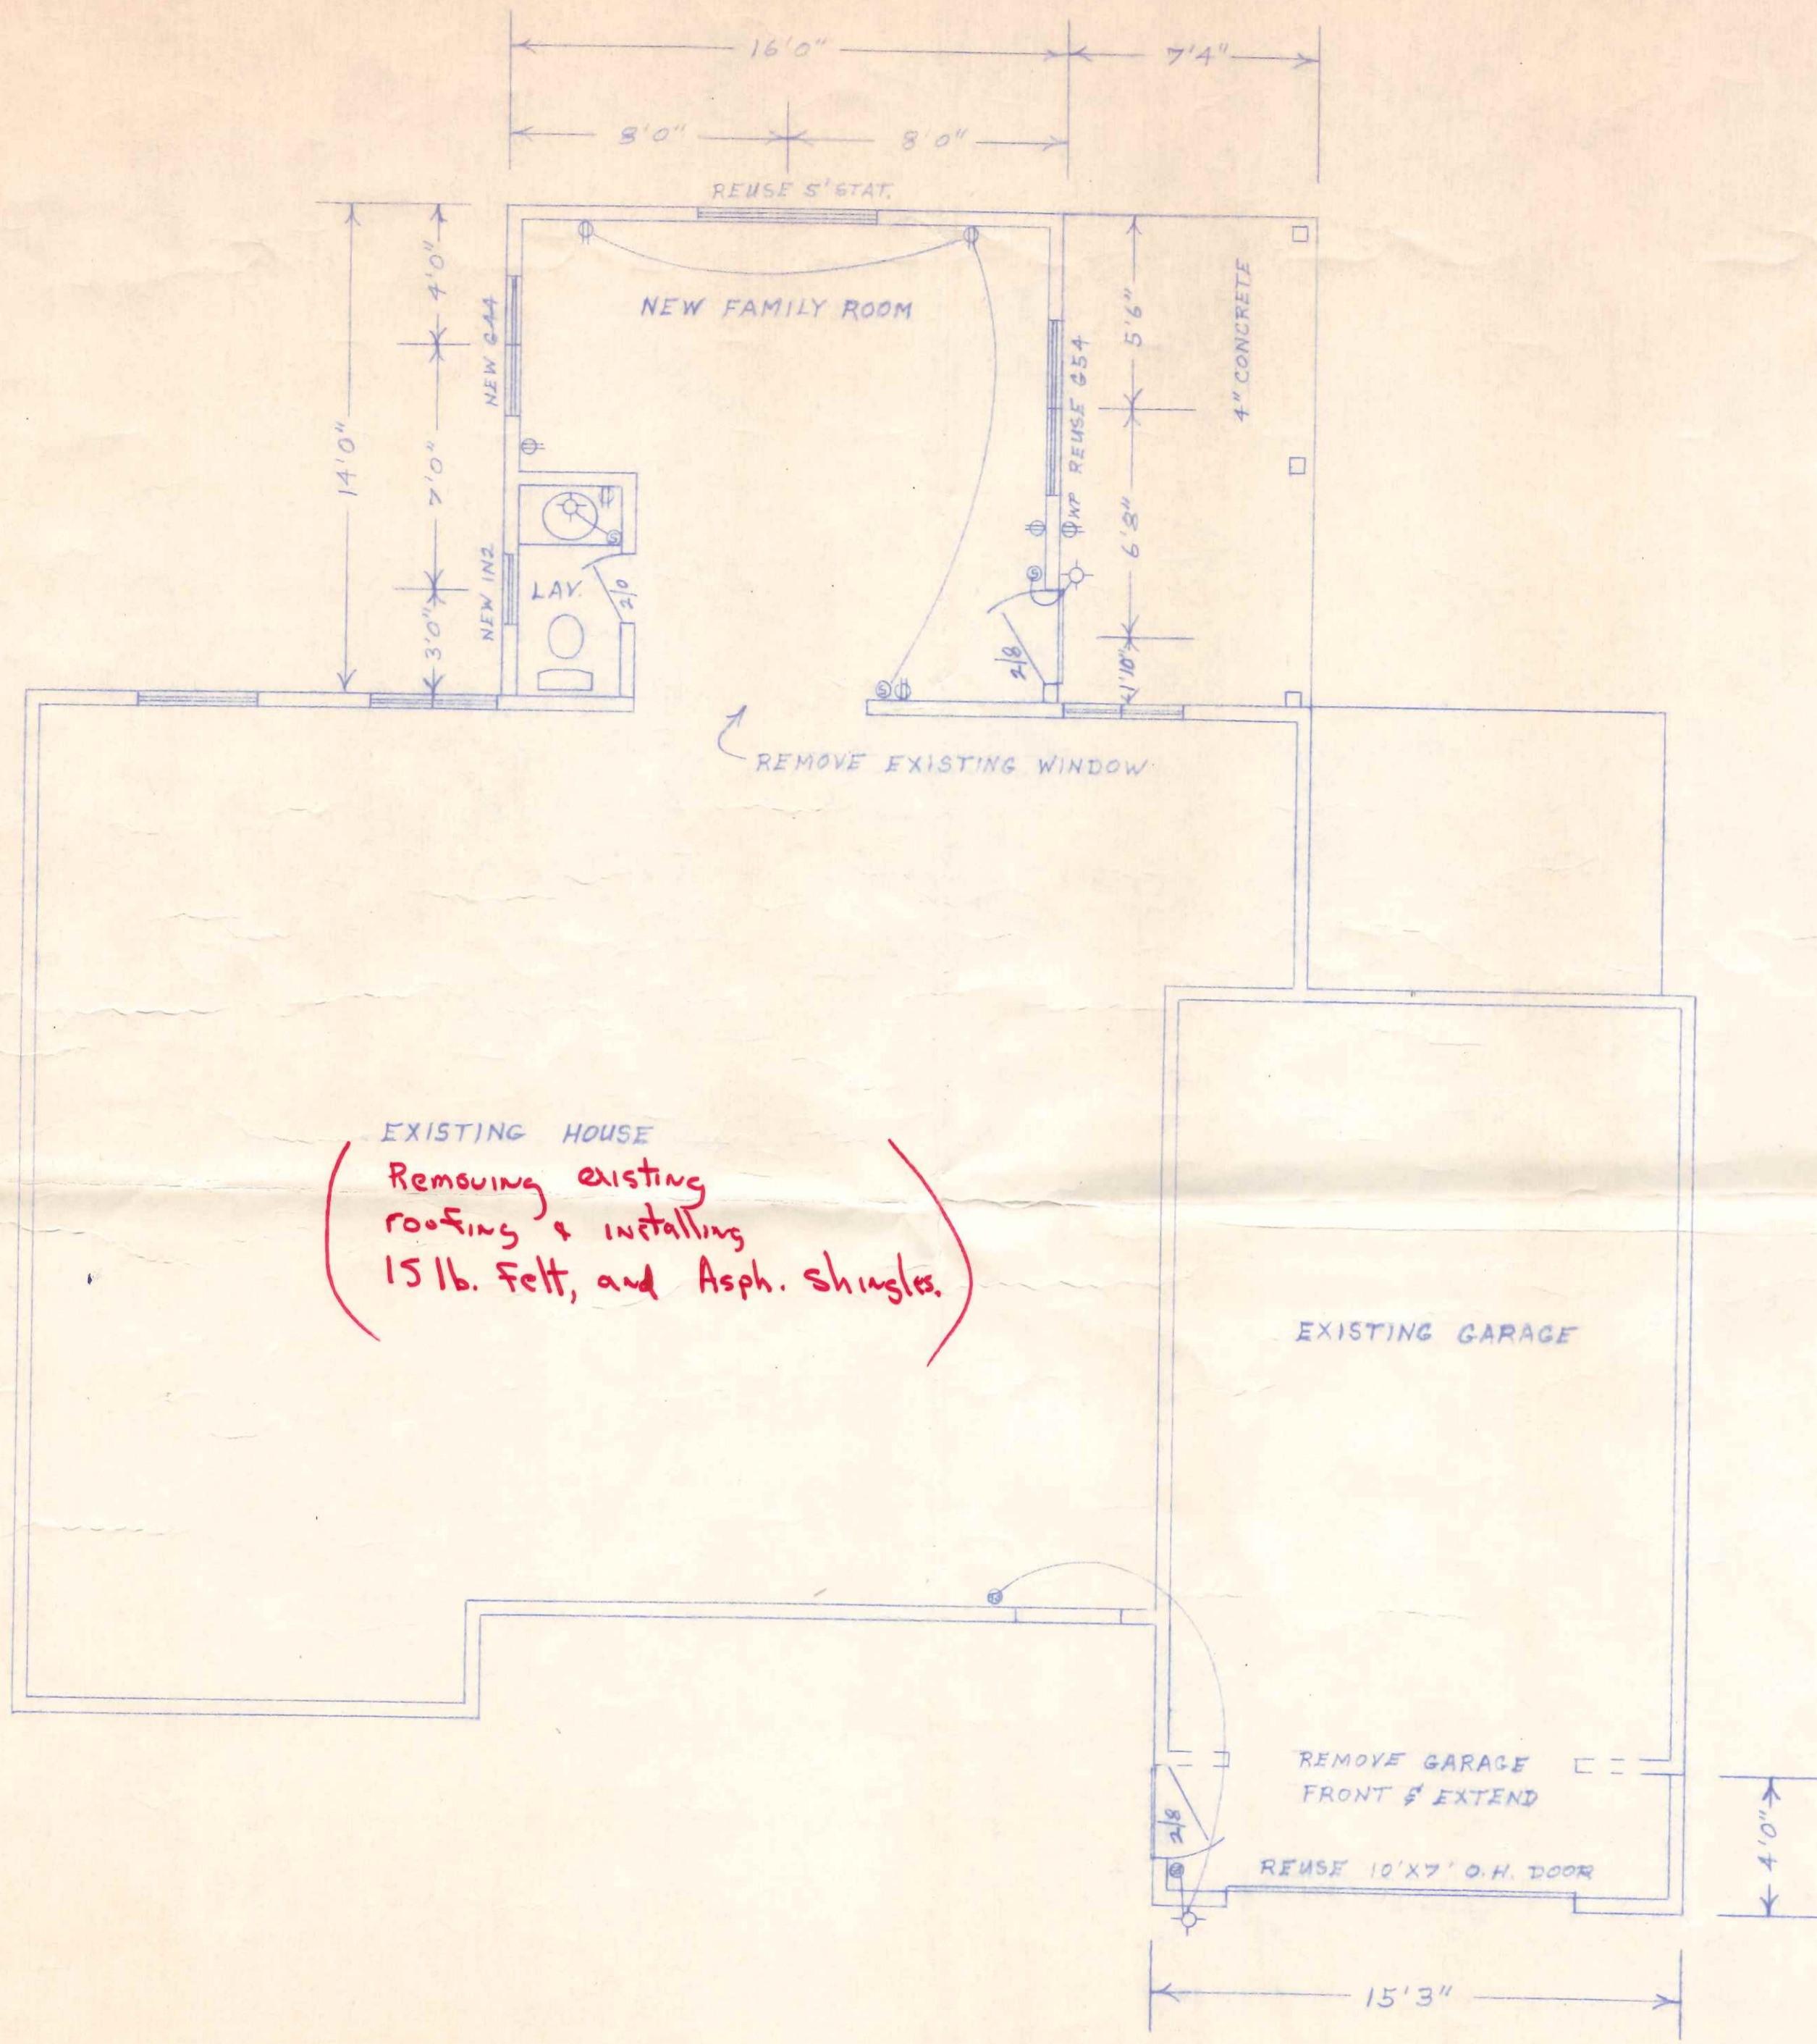 16'0"
7'4"
8'0"
8'0"
REUSE 5' STAT.
4'0"
14'0"
7'0"
3'0"
NEW G44
NEW IN2
NEW FAMILY ROOM
LAV.
2/0
WP REUSE G54
5'6"
6'8"
1'10"
2/8
4" CONCRETE
S
S
S
REMOVE EXISTING WINDOW
EXISTING HOUSE
Removing existing
roofing & installing
15 lb. Felt, and Asph. Shingles.
EXISTING GARAGE
REMOVE GARAGE
FRONT & EXTEND
2/8
4'0"
REUSE 10'X7' O.H. DOOR
15'3"